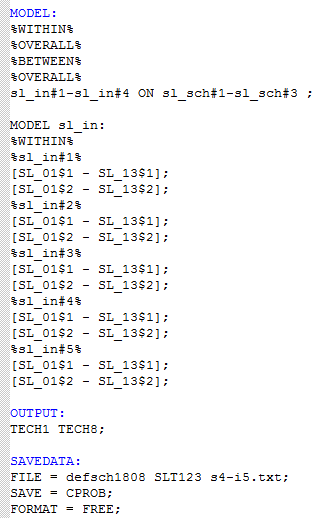 MODEL:
%WITHIN%
%OVERALL%
%BETWEEN%
%OVERALL%
sl_in#1-sl_in#4 ON sl_sch#1-sl_sch#3 ;
MODEL sl_in:
%WITHIN%
%sl_in#1%
[SL_01$1 - SL_13$1];
[SL_01$2 - SL_13$2];
%sl_in#2%
[SL_01$1 - SL_13$1];
[SL_01$2 - SL_13$2];
%sl_in#3%
[SL_01$1 - SL_13$1];
[SL_01$2 - SL_13$2];
%sl_in#4%
[SL_01$1 - SL_13$1];
[SL_01$2 - SL_13$2];
%sl_in#5%
[SL_01$1 - SL_13$1];
[SL_01$2 - SL_13$2];
OUTPUT:
TECH1 TECH8;
SAVEDATA:
FILE = defsch1808 SLT123 s4-i5.txt;
SAVE = CPROB;
FORMAT = FREE;